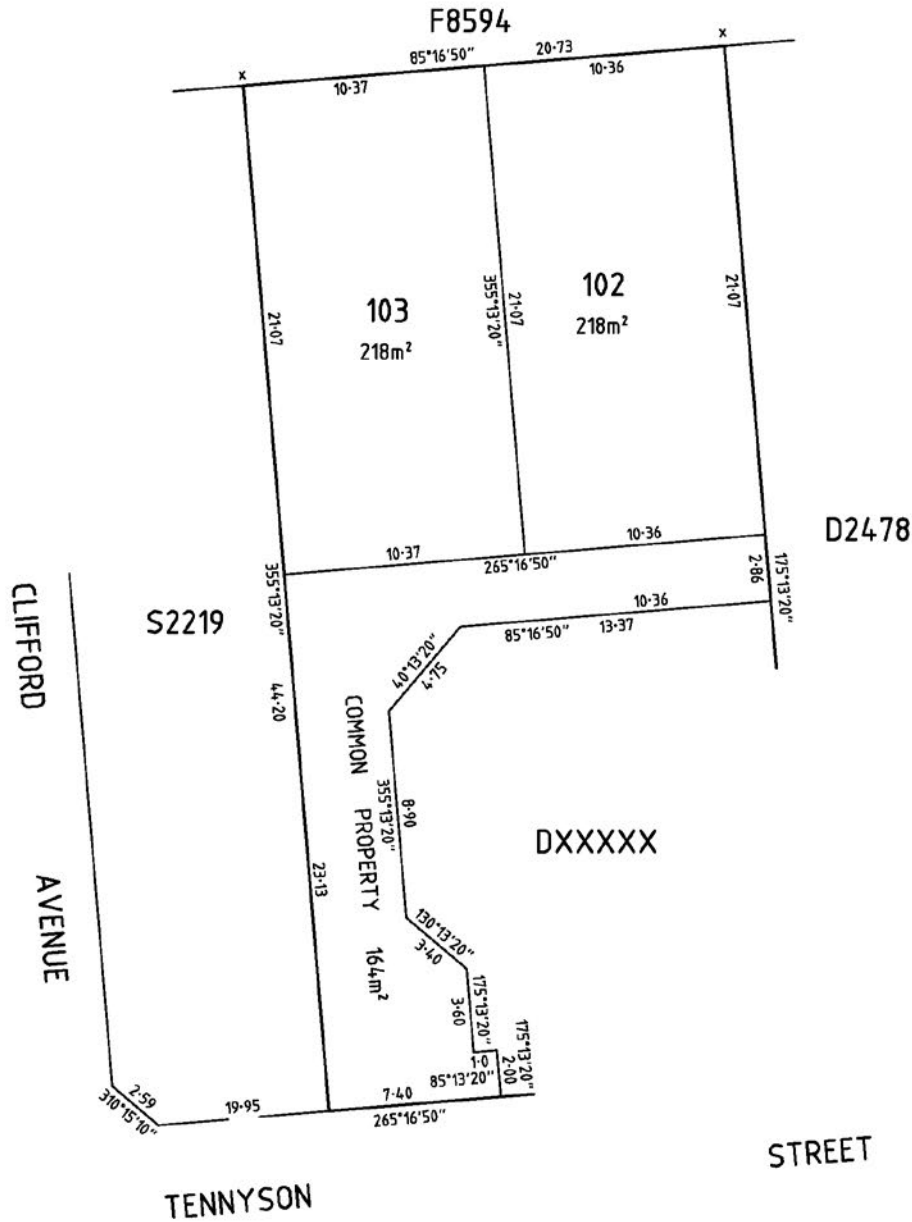 F8594
x
85°16'50"
20·73
x
10·37
10·36
21·07
103
218m²
355°13'20"
21·07
102
218m²
21·07
D2478
10·37
10·36
265°16'50"
2·86
175°13'20"
10·36
85°16'50"
13·37
CLIFFORD
AVENUE
S2219
355°13'20"
44·20
23·13
40°13'20"
4·75
COMMON PROPERTY 164m²
355°13'20"
8·90
DXXXXX
130°13'20"
3·40
175°13'20"
3·60
1·0
85°13'20"
175°13'20"
2·00
7·40
265°16'50"
2·59
310°15'10"
19·95
TENNYSON
STREET